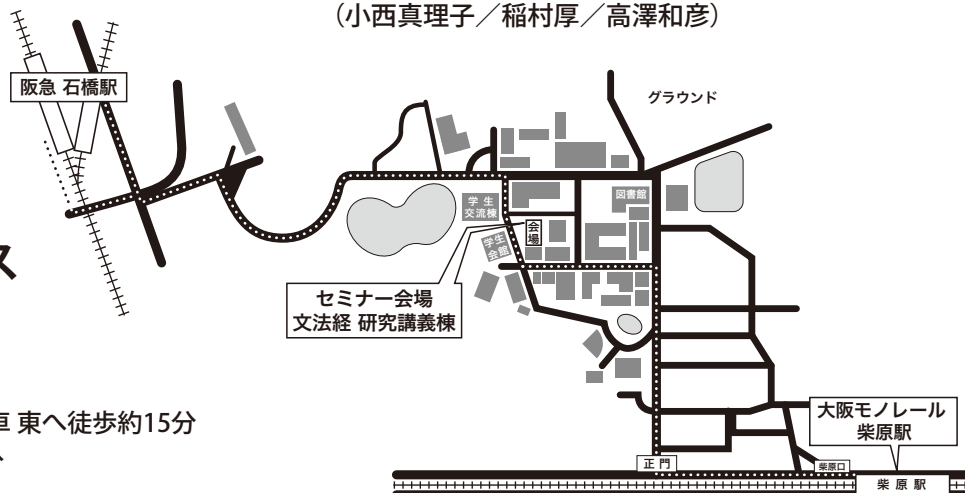 （小西真理子／稲村厚／高澤和彦）
阪急 石橋駅
グラウンド
学 生
交流棟
図書館
会
場
学生
会館
ス
セミナー会場
文法経 研究講義棟
車 東へ徒歩約15分
大阪モノレール
柴原駅
正 門
柴原口
柴 原 駅